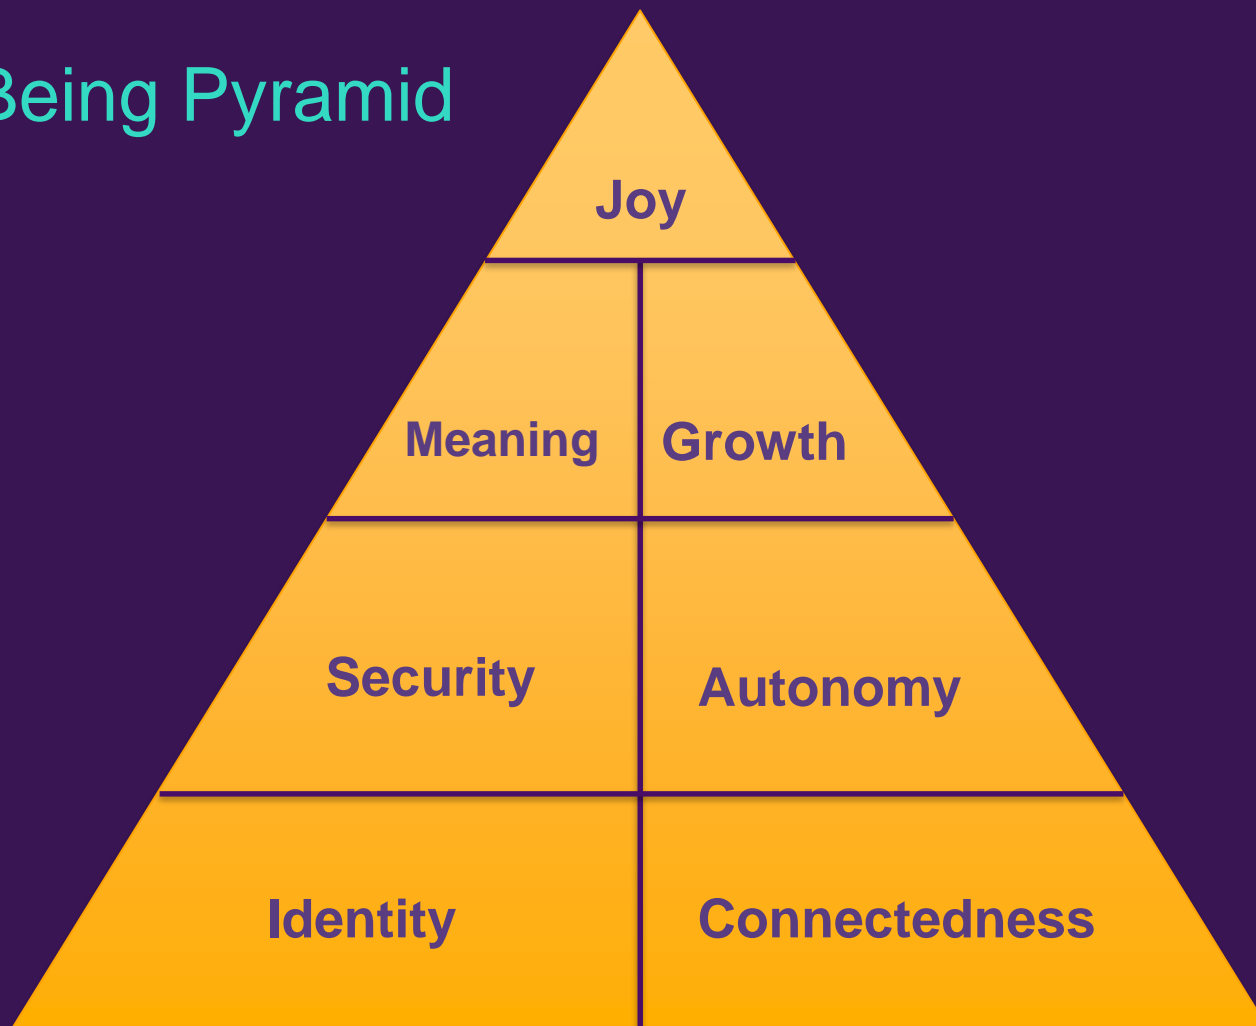 Being Pyramid
Joy
Meaning Growth
Security Autonomy
Identity Connectedness